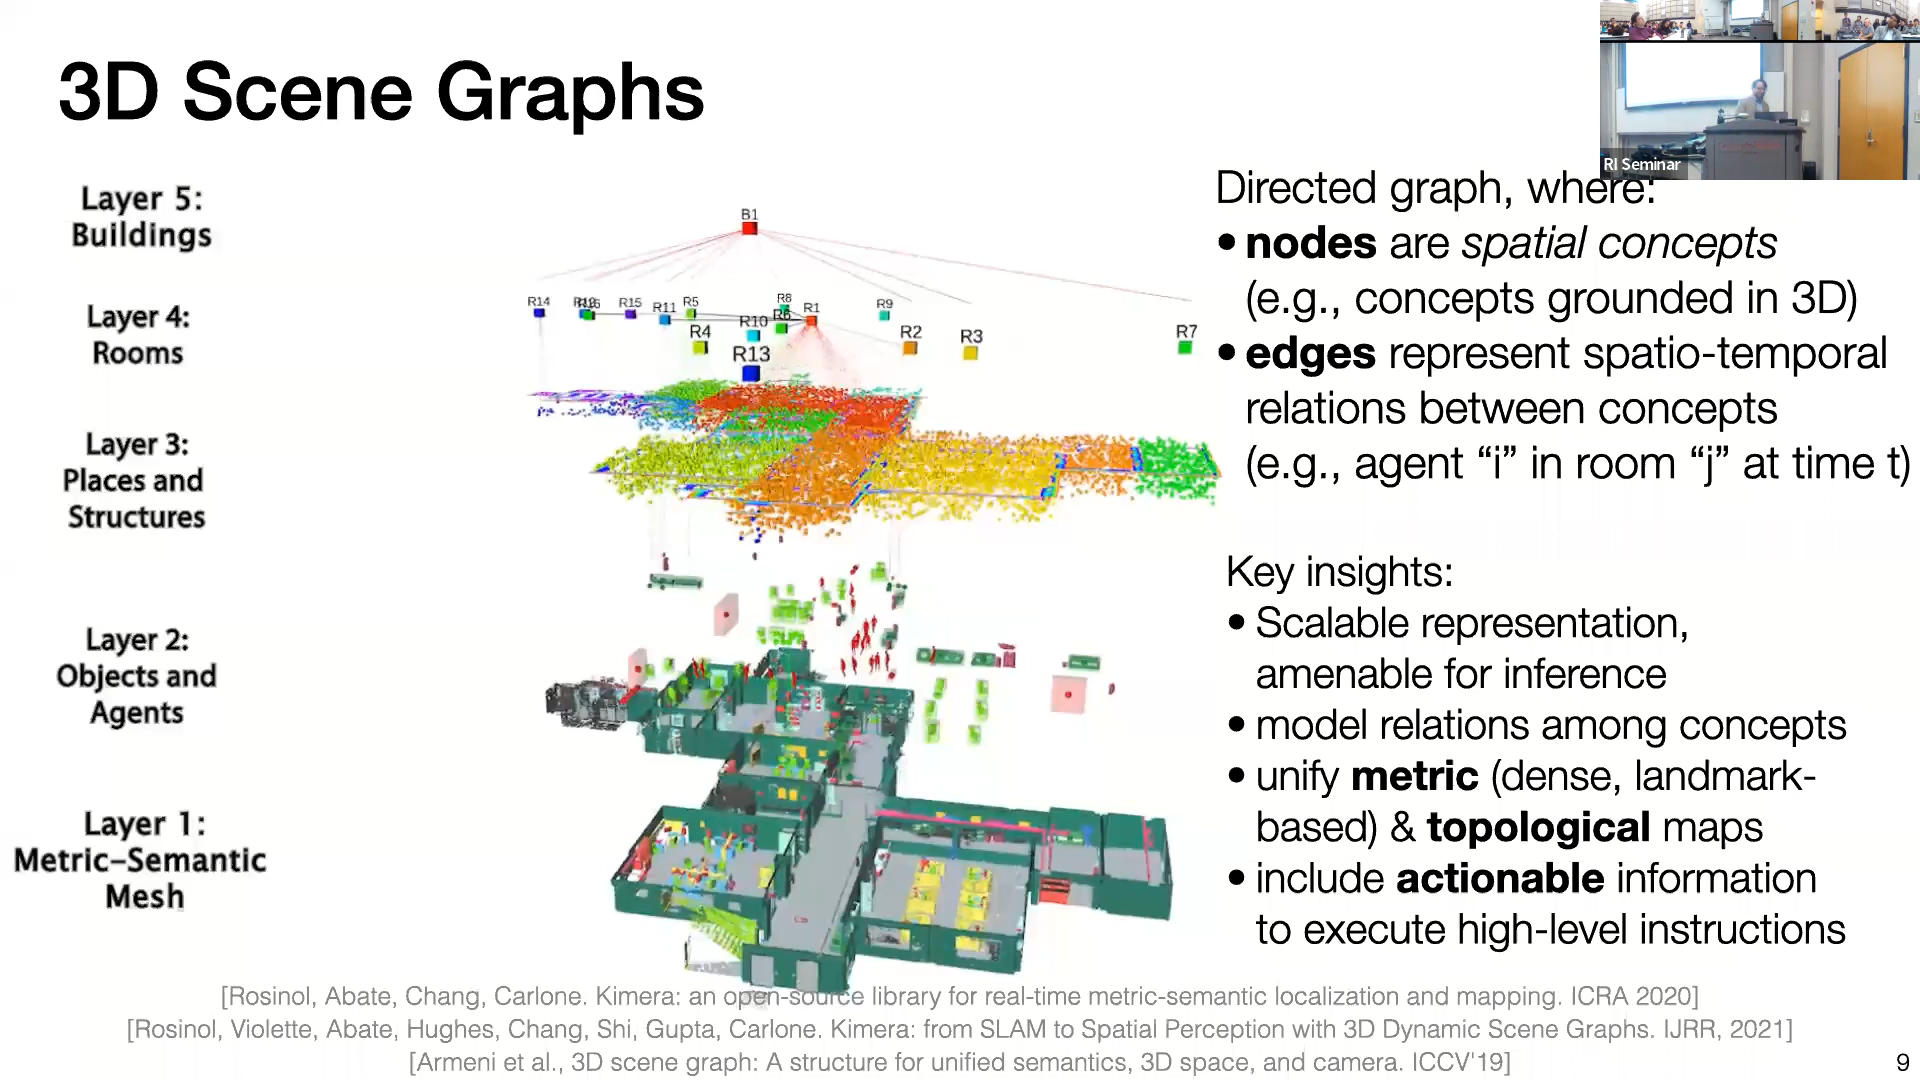 3D Scene Graphs
RI Seminar
Layer 5:
Buildings
Layer 4:
Rooms
Layer 3:
Places and
Structures
Layer 2:
Objects and
Agents
Layer 1:
Metric-Semantic
Mesh
B1
R14
R15
R11
R5
R8
R1
R9
R4
R10
R6
R2
R3
R7
R13
Directed graph, where:
• nodes are spatial concepts
(e.g., concepts grounded in 3D)
• edges represent spatio-temporal
relations between concepts
(e.g., agent “i” in room “j” at time t)
Key insights:
• Scalable representation,
amenable for inference
• model relations among concepts
• unify metric (dense, landmark-
based) & topological maps
• include actionable information
to execute high-level instructions
[Rosinol, Abate, Chang, Carlone. Kimera: an open-source library for real-time metric-semantic localization and mapping. ICRA 2020]
[Rosinol, Violette, Abate, Hughes, Chang, Shi, Gupta, Carlone. Kimera: from SLAM to Spatial Perception with 3D Dynamic Scene Graphs. IJRR, 2021]
[Armeni et al., 3D scene graph: A structure for unified semantics, 3D space, and camera. ICCV'19]
9